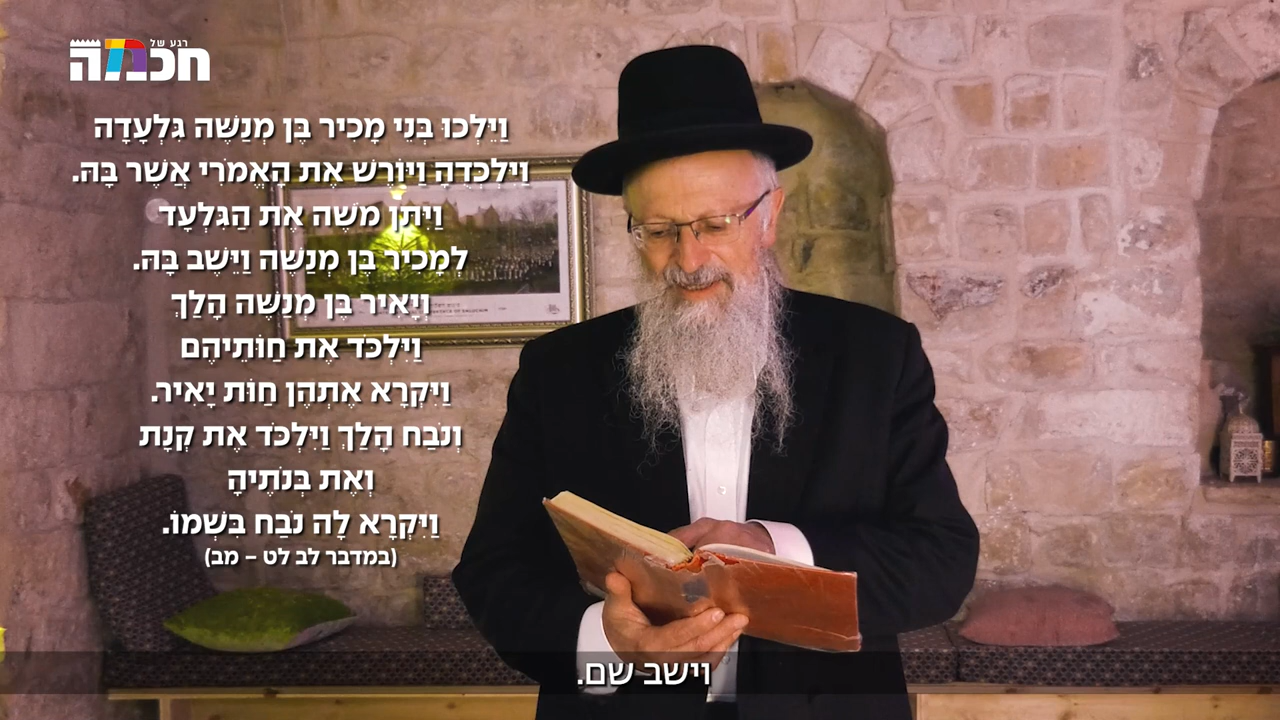 רגע של
חכמה
וַיֵּלְכוּ בְּנֵי מָכִיר בֶּן מְנַשֶּׁה גִּלְעָדָה
וַיִּלְכְּדֻהָ וַיּוֹרֶשׁ אֶת הָאֱמֹרִי אֲשֶׁר בָּהּ.
וַיִּתֵּן מֹשֶׁה אֶת הַגִּלְעָד
לְמָכִיר בֶּן מְנַשֶּׁה וַיֵּשֶׁב בָּהּ.
וְיָאִיר בֶּן מְנַשֶּׁה הָלַךְ
וַיִּלְכֹּד אֶת חַוֺּתֵיהֶם
וַיִּקְרָא אֶתְהֶן חַוֺּת יָאִיר.
וְנֹבַח הָלַךְ וַיִּלְכֹּד אֶת קְנָת
וְאֶת בְּנֹתֶיהָ
וַיִּקְרָא לָה נֹבַח בִּשְׁמוֹ.
(במדבר לב לט – מב)
וישב שם.